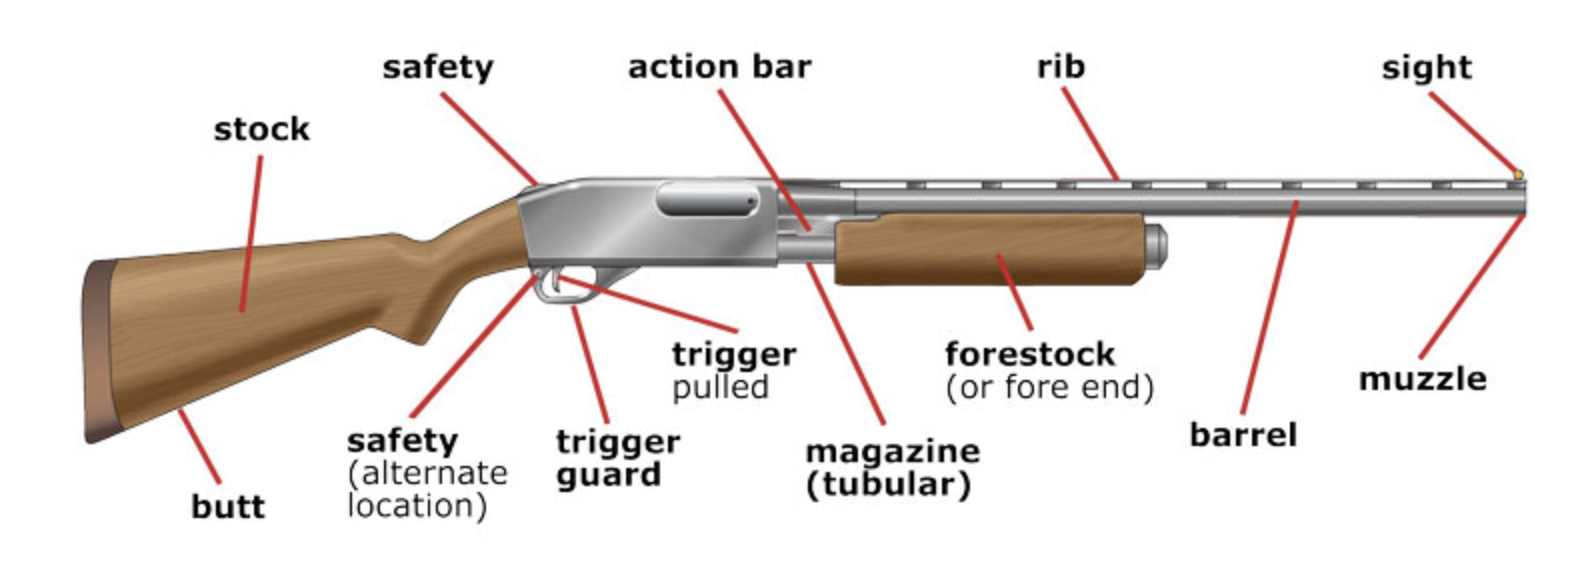 safety
action bar
rib
sight
stock
trigger
pulled
forestock
(or fore end)
muzzle
barrel
safety
(alternate
location)
trigger
guard
magazine
(tubular)
butt